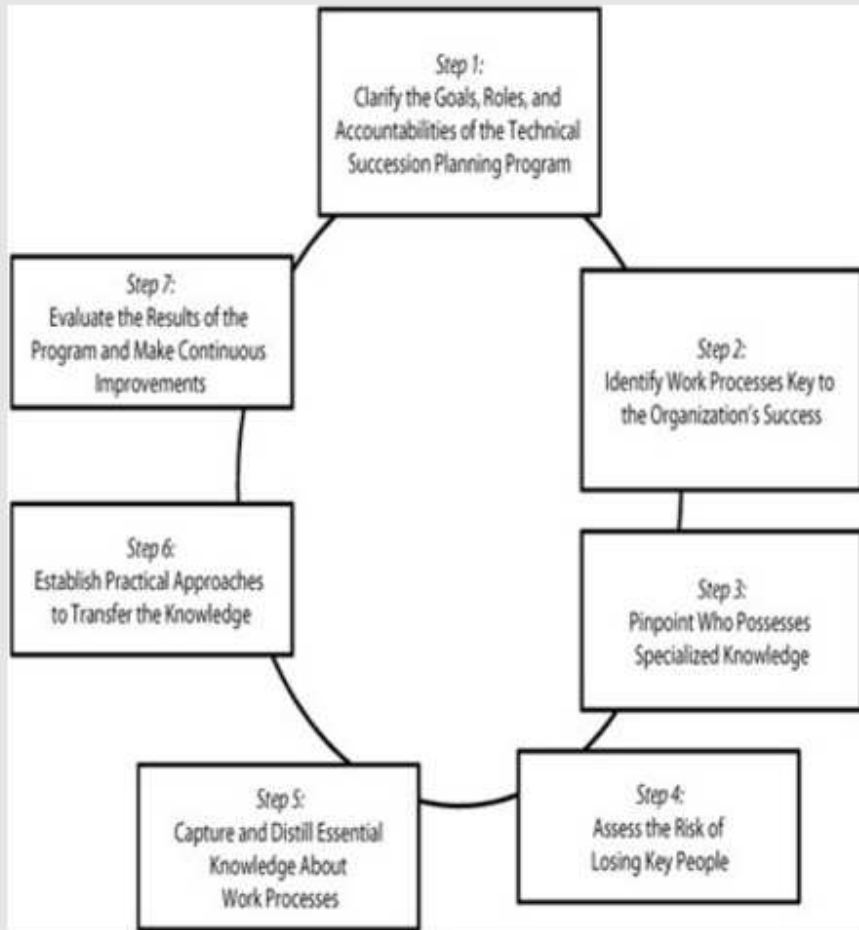 Step 1:
Clarify the Goals, Roles, and
Accountabilities of the Technical
Succession Planning Program
Step 2:
Identify Work Processes Key to
the Organization's Success
Step 3:
Pinpoint Who Possesses
Specialized Knowledge
Step 4:
Assess the Risk of
Losing Key People
Step 5:
Capture and Distill Essential
Knowledge About
Work Processes
Step 6:
Establish Practical Approaches
to Transfer the Knowledge
Step 7:
Evaluate the Results of the
Program and Make Continuous
Improvements